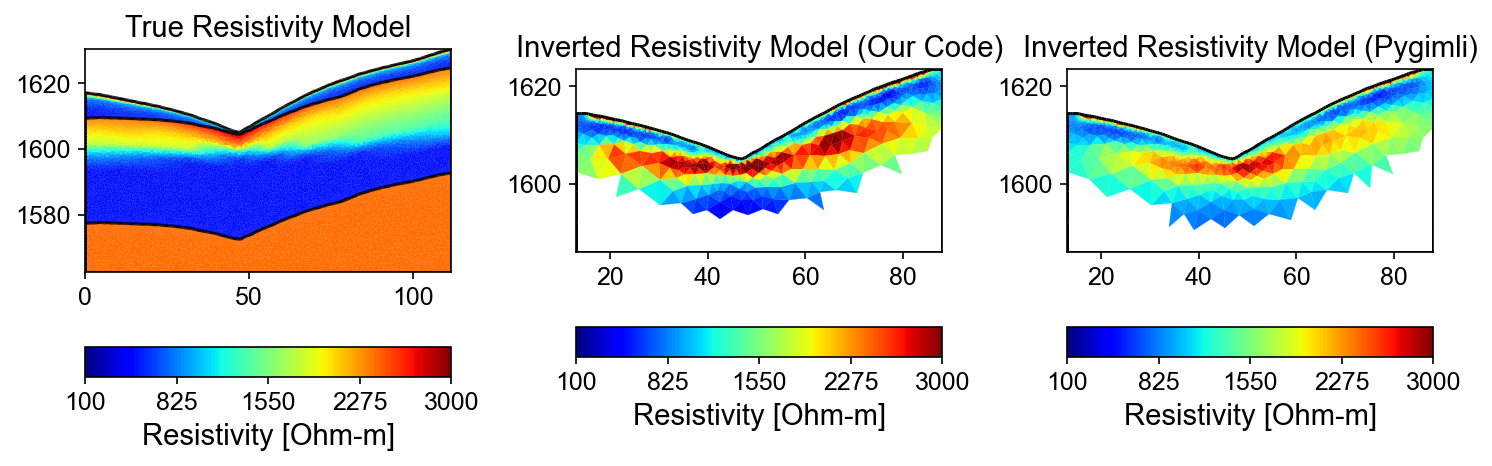 True Resistivity Model
1620
1600
1580
0 50 100
100 825 1550 2275 3000
Resistivity [Ohm-m]
Inverted Resistivity Model (Our Code)
1620
1600
20 40 60 80
100 825 1550 2275 3000
Resistivity [Ohm-m]
Inverted Resistivity Model (Pygimli)
1620
1600
20 40 60 80
100 825 1550 2275 3000
Resistivity [Ohm-m]